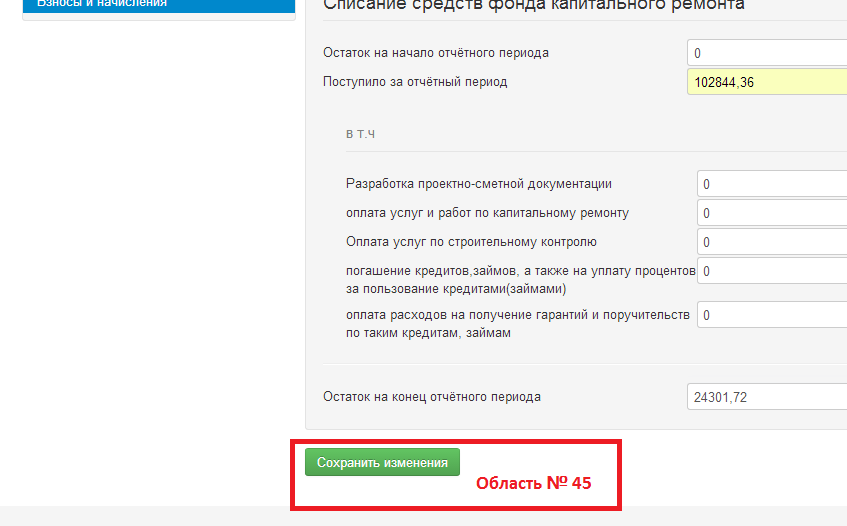 Взносы и начисления
Списание средств фонда капитального ремонта
Остаток на начало отчётного периода 0
Поступило за отчётный период 102844,36
в т.ч
Разработка проектно-сметной документации 0
оплата услуг и работ по капитальному ремонту 0
Оплата услуг по строительному контролю 0
погашение кредитов,займов, а также на уплату процентов 0
за пользование кредитами(займами)
оплата расходов на получение гарантий и поручительств 0
по таким кредитам, займам
Остаток на конец отчётного периода 24301,72
Сохранить изменения
Область № 45